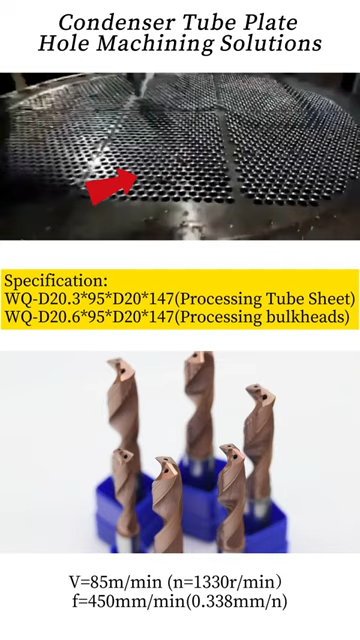 Condenser Tube Plate
Hole Machining Solutions
Specification:
WQ-D20.3*95*D20*147(Processing Tube Sheet)
WQ-D20.6*95*D20*147(Processing bulkheads)
V=85m/min (n=1330r/min）
f=450mm/min(0.338mm/n)